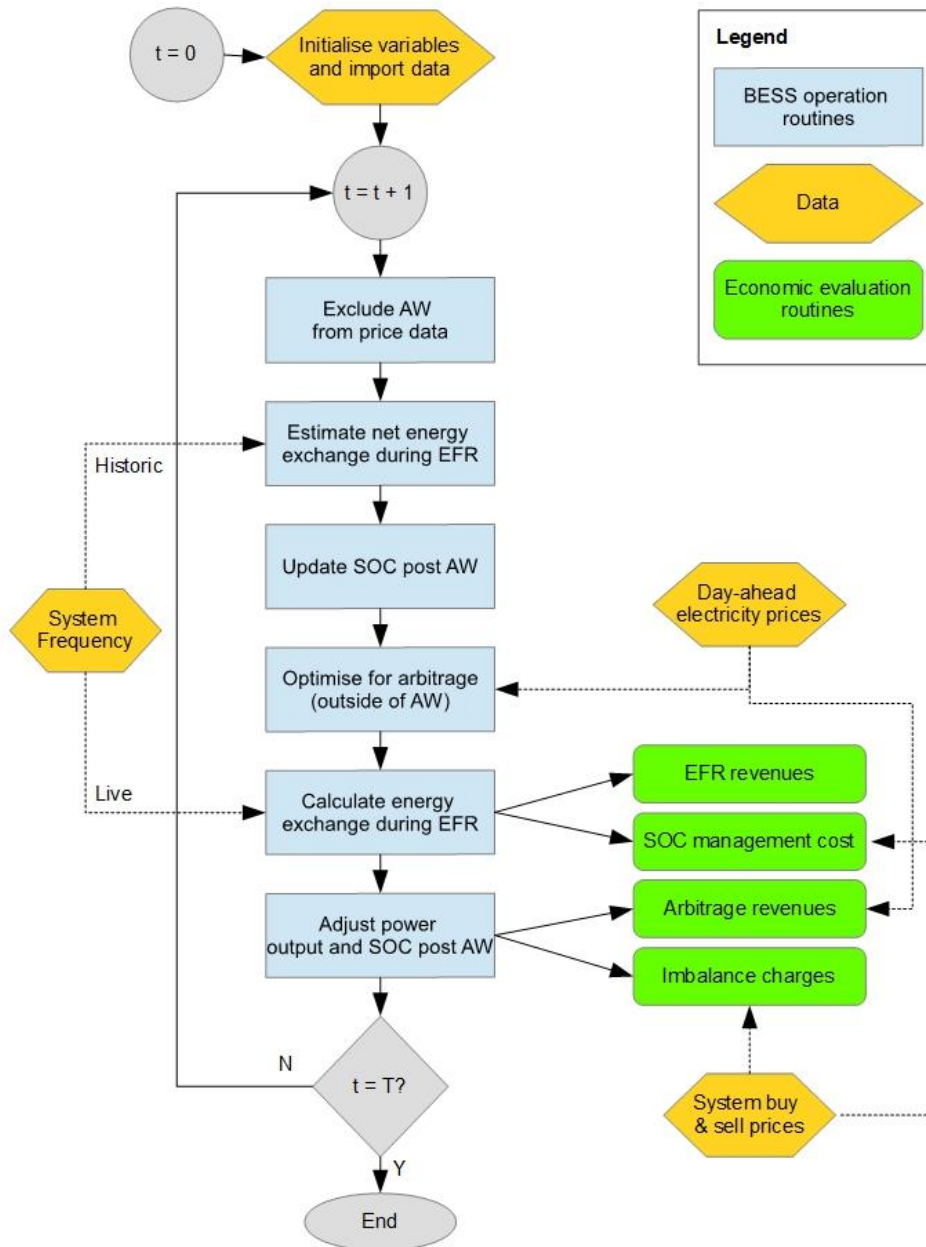 t = 0
Initialise variables
and import data
t = t + 1
Exclude AW
from price data
Estimate net energy
exchange during EFR
Historic
Update SOC post AW
System
Frequency
Day-ahead
electricity prices
Optimise for arbitrage
(outside of AW)
Live
Calculate energy
exchange during EFR
EFR revenues
SOC management cost
Adjust power
output and SOC post AW
Arbitrage revenues
Imbalance charges
N
t = T?
System buy
& sell prices
Y
End
Legend
BESS operation
routines
Data
Economic evaluation
routines